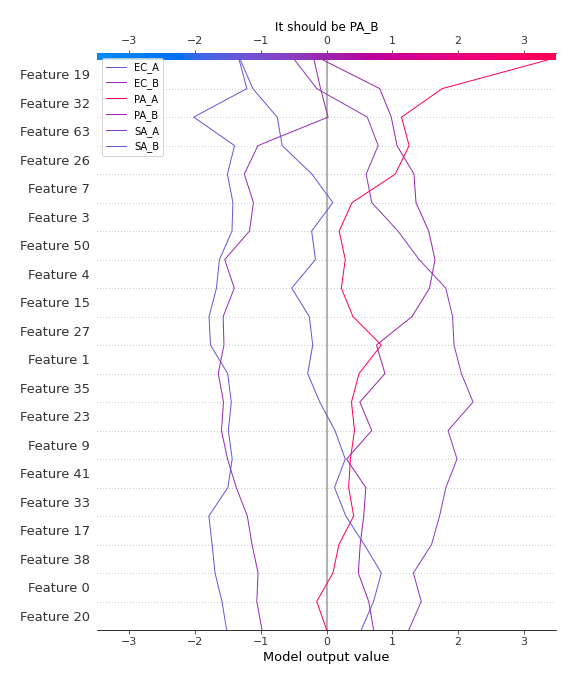 It should be PA_B
−3 −2 −1 0 1 2 3
EC_A
EC_B
PA_A
PA_B
SA_A
SA_B
Feature 19
Feature 32
Feature 63
Feature 26
Feature 7
Feature 3
Feature 50
Feature 4
Feature 15
Feature 27
Feature 1
Feature 35
Feature 23
Feature 9
Feature 41
Feature 33
Feature 17
Feature 38
Feature 0
Feature 20
−3 −2 −1 0 1 2 3
Model output value